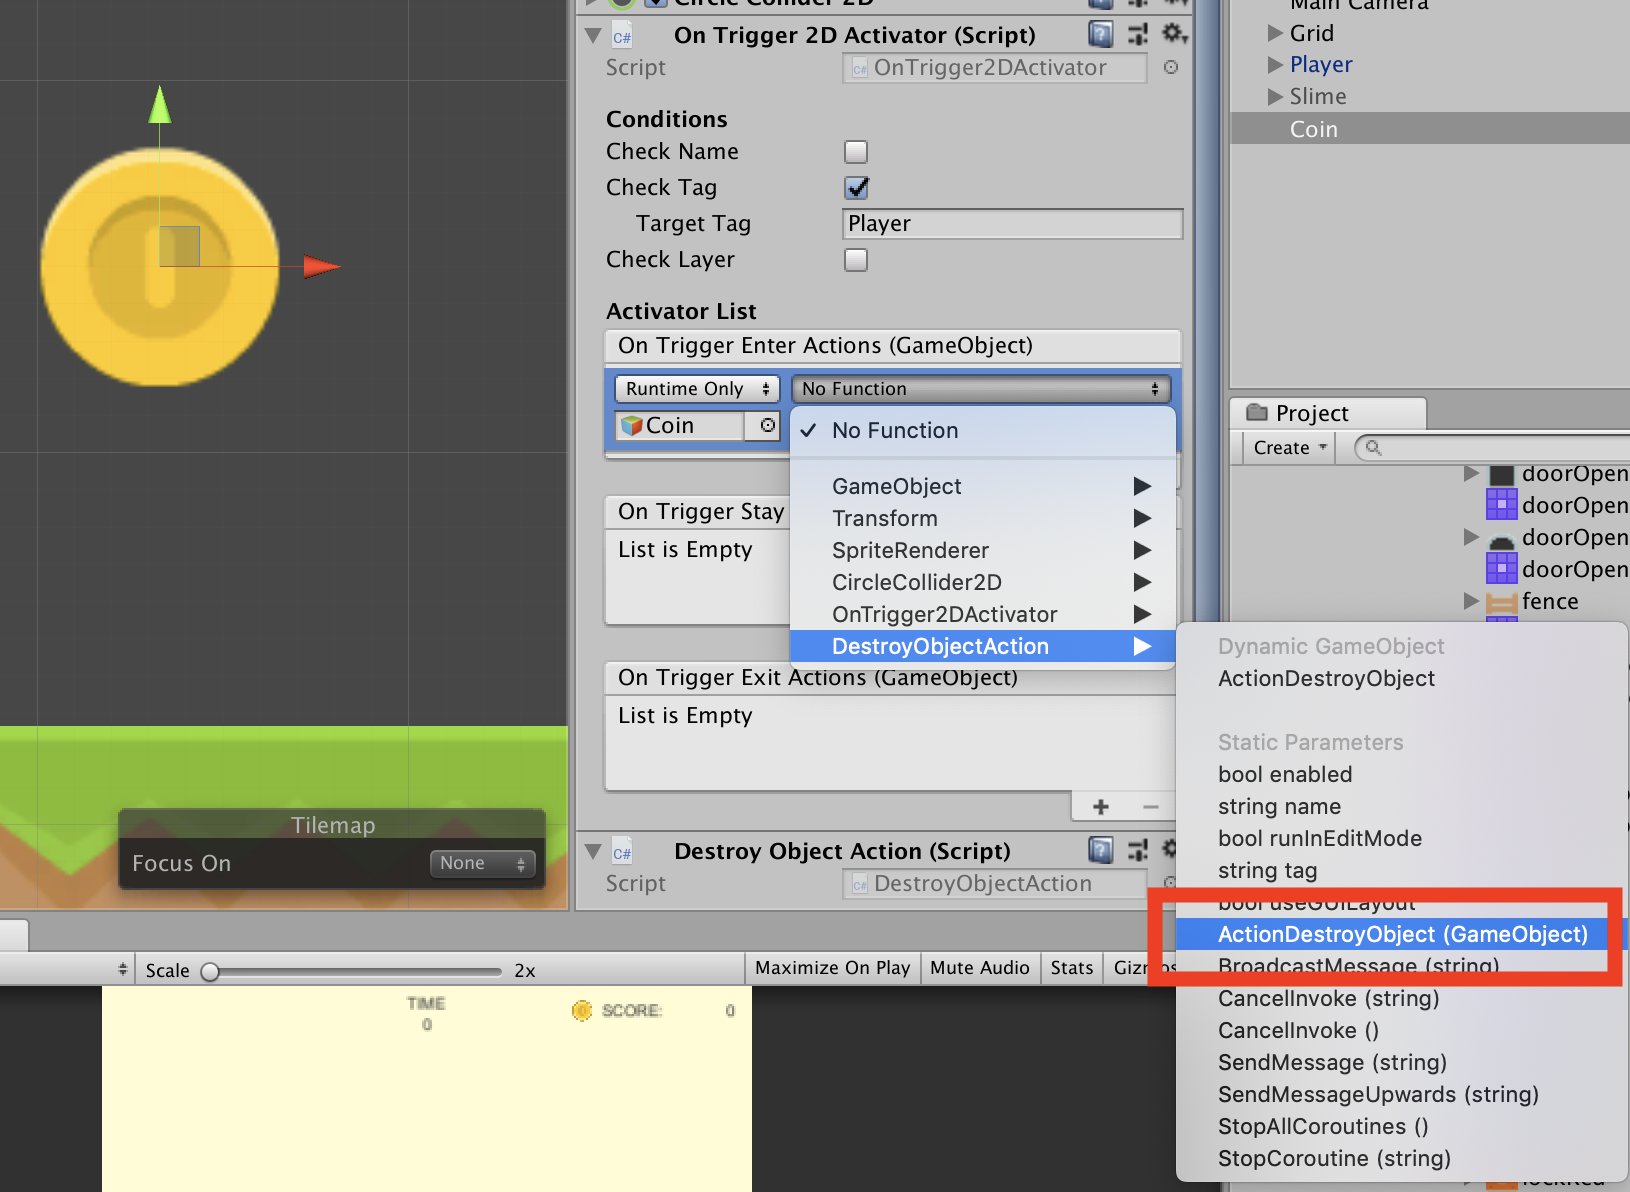 Circle Collider 2D
C# On Trigger 2D Activator (Script)
Script C# OnTrigger2DActivator
Conditions
Check Name
Check Tag
Target Tag Player
Check Layer
Activator List
On Trigger Enter Actions (GameObject)
Runtime Only No Function
Coin
No Function
GameObject
Transform
SpriteRenderer
CircleCollider2D
OnTrigger2DActivator
DestroyObjectAction
On Trigger Stay
List is Empty
On Trigger Exit Actions (GameObject)
List is Empty
C# Destroy Object Action (Script)
Script C# DestroyObjectAction
Dynamic GameObject
ActionDestroyObject
Static Parameters
bool enabled
string name
bool runInEditMode
string tag
bool useGUILayout
ActionDestroyObject (GameObject)
BroadcastMessage (string)
CancelInvoke (string)
CancelInvoke ()
SendMessage (string)
SendMessageUpwards (string)
StopAllCoroutines ()
StopCoroutine (string)
Main Camera
Grid
Player
Slime
Coin
Project
Create
doorOpen
doorOpen
doorOpen
doorOpen
fence
lockRed
Tilemap
Focus On None
Scale 2x Maximize On Play Mute Audio Stats Gizmos
TIME
0
SCORE: 0